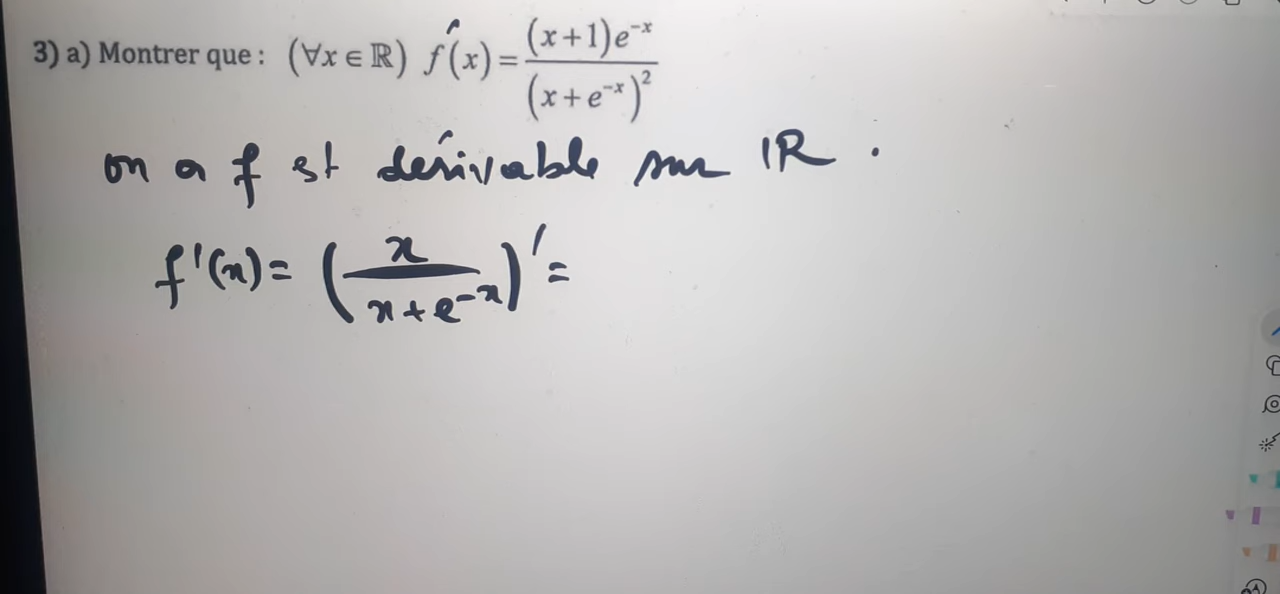 3) a) Montrer que : (∀x ∈ ℝ) f'(x) = (x+1)e⁻ˣ / (x+e⁻ˣ)²
on a f est dérivable sur IR .
f'(x) = (x / (x+e⁻ˣ))' =